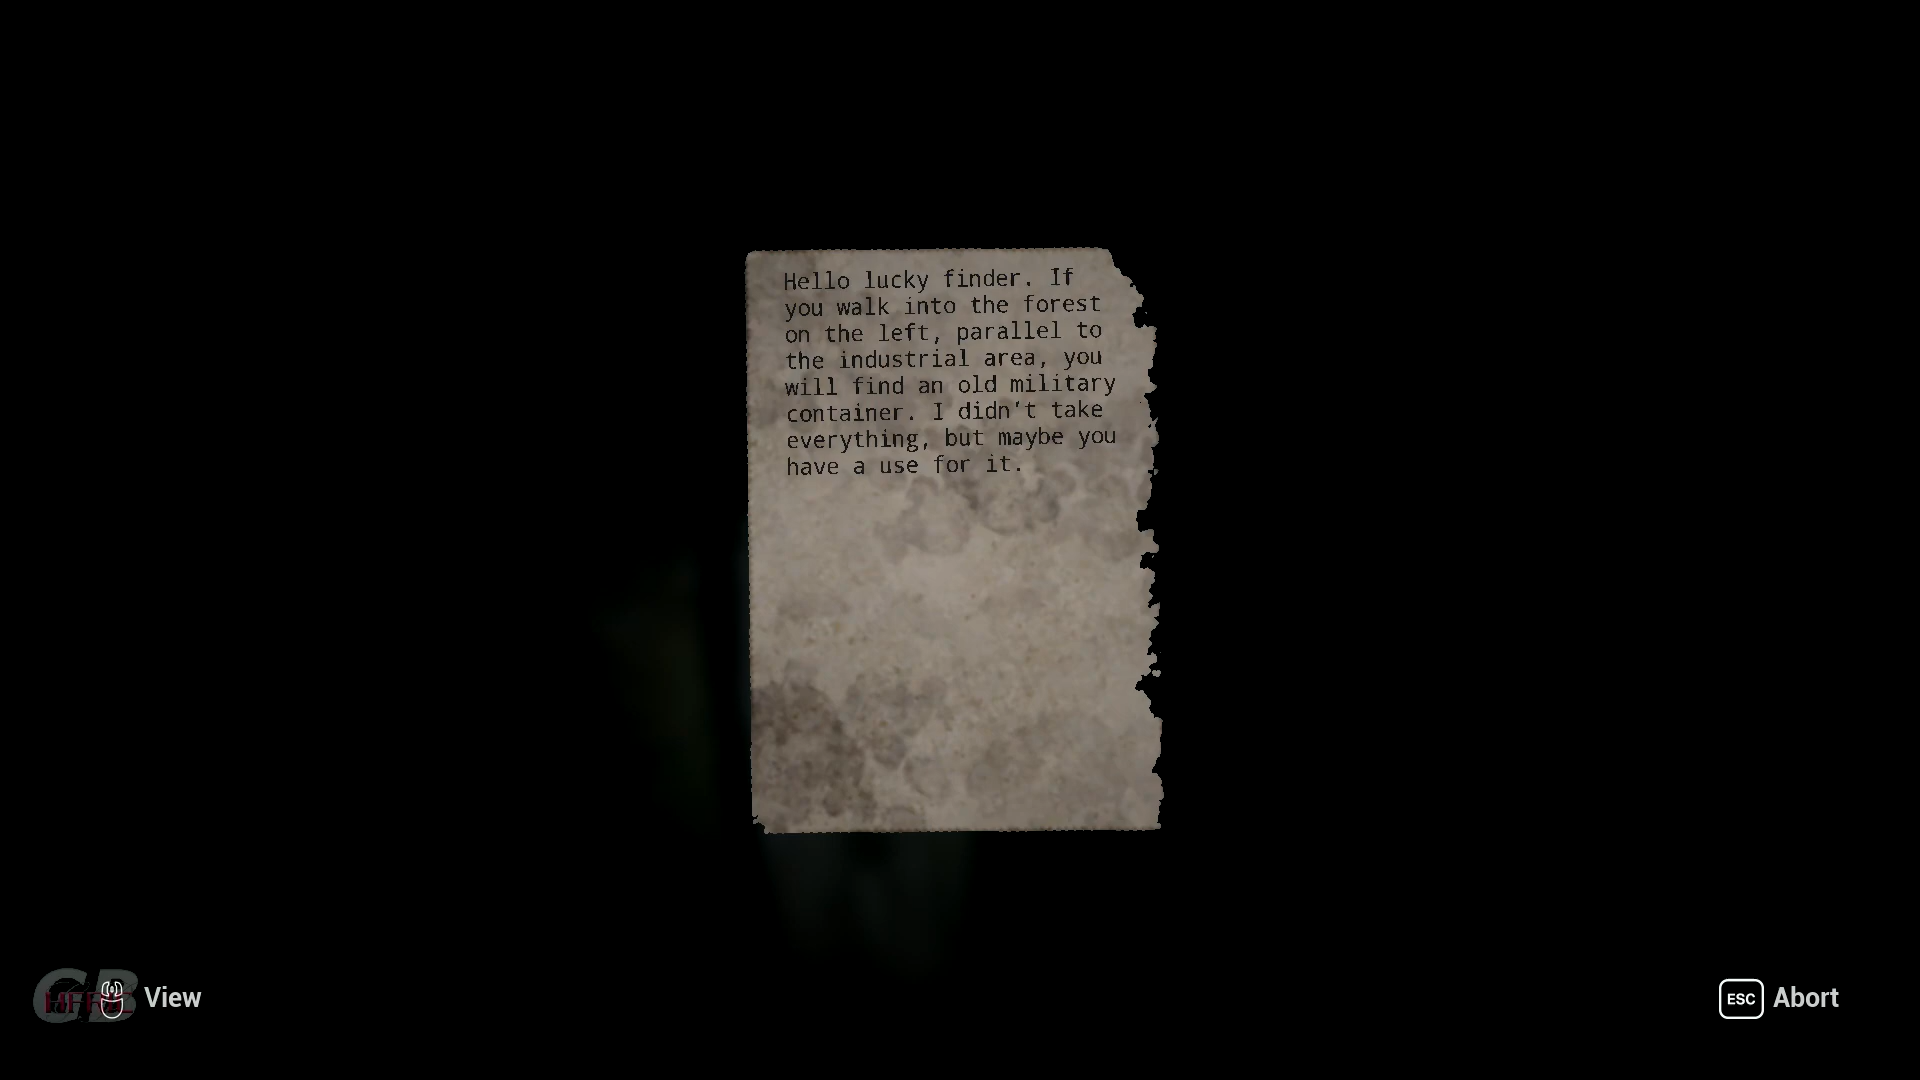 Hello lucky finder. If
you walk into the forest
on the left, parallel to
the industrial area, you
will find an old military
container. I didn't take
everything, but maybe you
have a use for it.
GB
View
ESC Abort